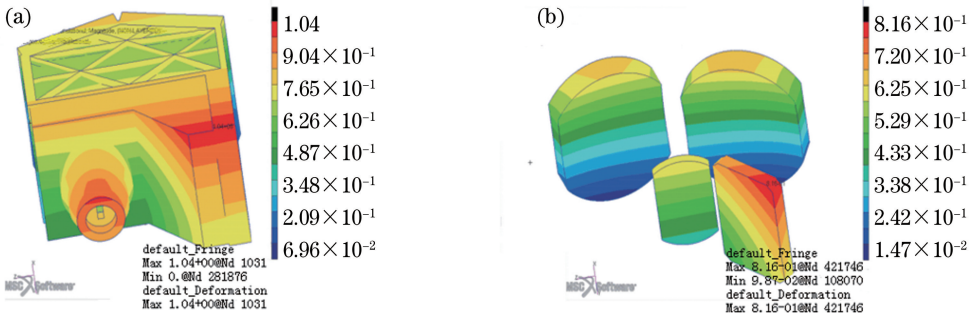 (a)
1.04
9.04×10⁻¹
7.65×10⁻¹
6.26×10⁻¹
4.87×10⁻¹
3.48×10⁻¹
2.09×10⁻¹
6.96×10⁻²
default_Fringe
Max 1.04+00@Nd 1031
Min 0.@Nd 281876
default_Deformation
Max 1.04+00@Nd 1031
MSC Software
(b)
8.16×10⁻¹
7.20×10⁻¹
6.25×10⁻¹
5.29×10⁻¹
4.33×10⁻¹
3.38×10⁻¹
2.42×10⁻¹
1.47×10⁻²
default_Fringe
Max 8.16-01@Nd 421746
Min 9.87-02@Nd 108070
default_Deformation
Max 8.16-01@Nd 421746
MSC Software